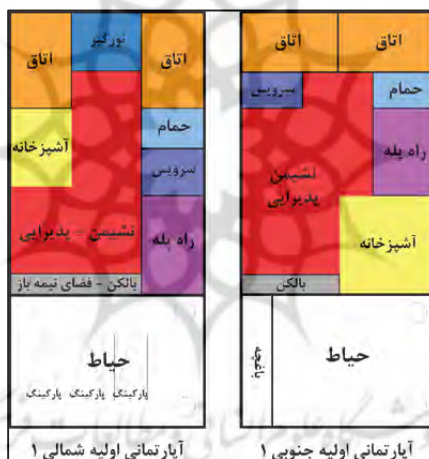 اتاق
اتاق
حمام
سرویس
راه پله
نشیمن
پذیرایی
آشپزخانه
بالکن
حیاط
باغچه
آپارتمانی اولیه جنوبی ۱
اتاق
نورگیر
اتاق
حمام
آشپزخانه
سرویس
راه پله
نشیمن - پذیرایی
بالکن - فضای نیمه باز
حیاط
پارکینگ پارکینگ پارکینگ
آپارتمانی اولیه شمالی ۱